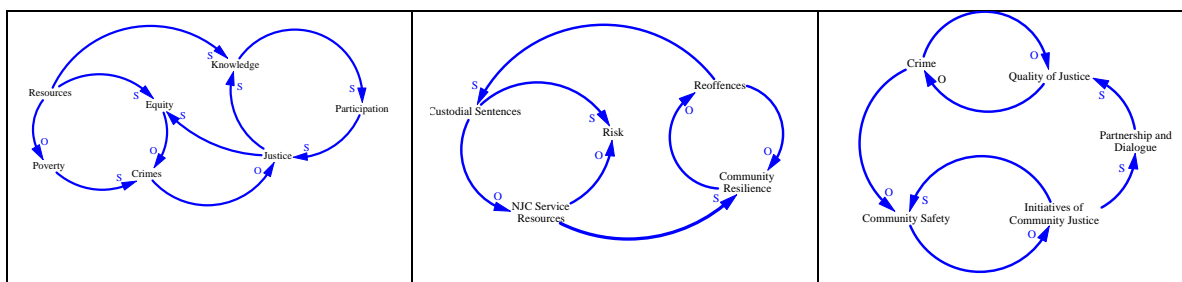 S
Knowledge
S
S
Resources
S
Equity
S
S
Participation
O
O
S
Justice
Poverty
S
Crimes
O
S
Reoffences
Custodial Sentences
O
S
Risk
O
O
Community
Resilience
O
NJC Service
Resources
S
Crime
O
Quality of Justice
O
S
Partnership and
Dialogue
S
O
S
Community Safety
Initiatives of
Community Justice
O